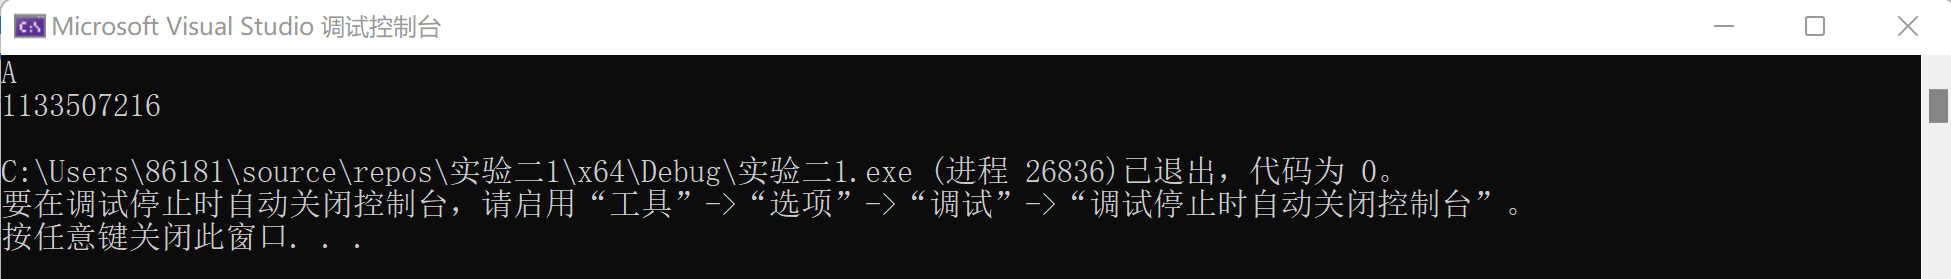 Microsoft Visual Studio 调试控制台
A
1133507216
C:\Users\86181\source\repos\实验二1\x64\Debug\实验二1.exe (进程 26836)已退出，代码为 0。
要在调试停止时自动关闭控制台，请启用“工具”->“选项”->“调试”->“调试停止时自动关闭控制台”。
按任意键关闭此窗口. . .